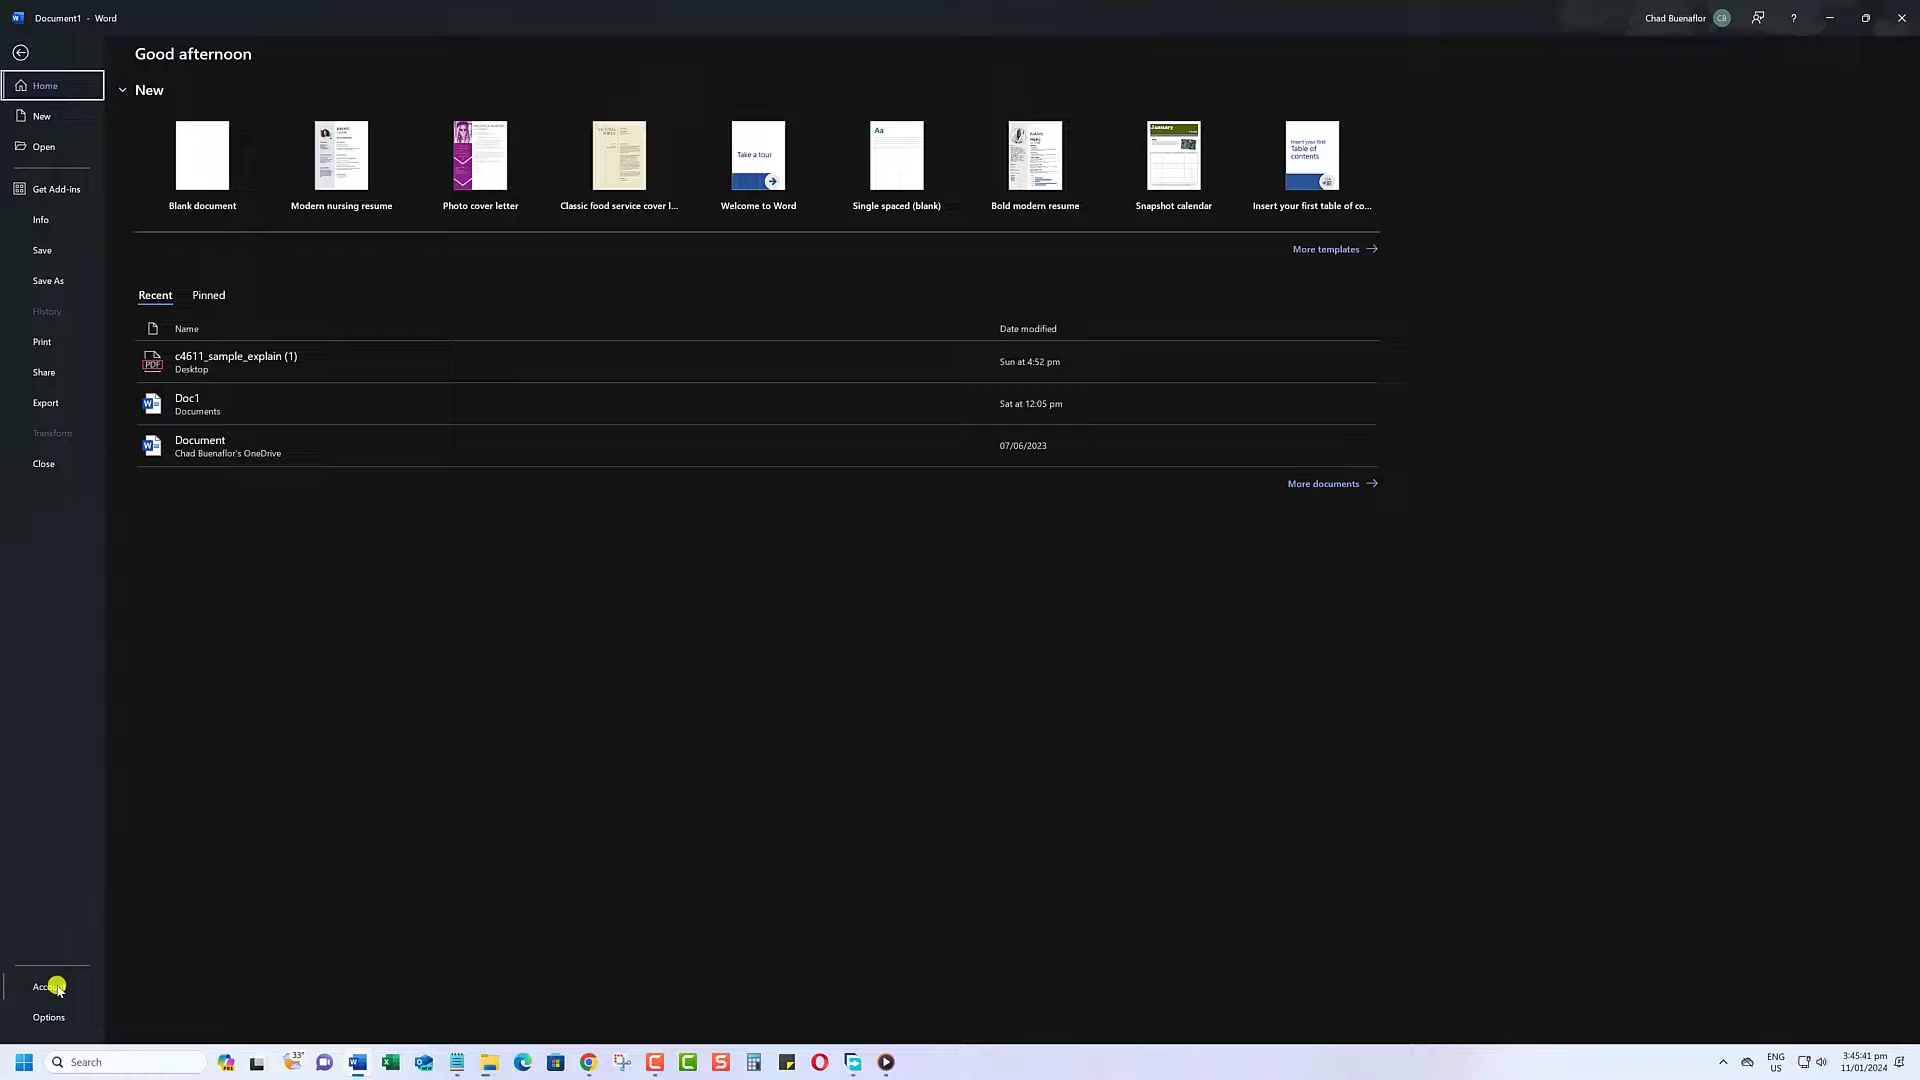 Document1 - Word
Chad Buenaflor CB
Good afternoon
Home
New
Open
Get Add-ins
Info
Save
Save As
History
Print
Share
Export
Transform
Close
Account
Options
New
Take a tour
Aa
January
Insert your first
Table of
contents
Blank document
Modern nursing resume
Photo cover letter
Classic food service cover l...
Welcome to Word
Single spaced (blank)
Bold modern resume
Snapshot calendar
Insert your first table of co...
More templates
Recent Pinned
Name Date modified
PDF c4611_sample_explain (1) Sun at 4:52 pm
Desktop
Doc1 Sat at 12:05 pm
Documents
Document 07/06/2023
Chad Buenaflor's OneDrive
More documents
Search
33°
ENG
US
3:45:41 pm
11/01/2024